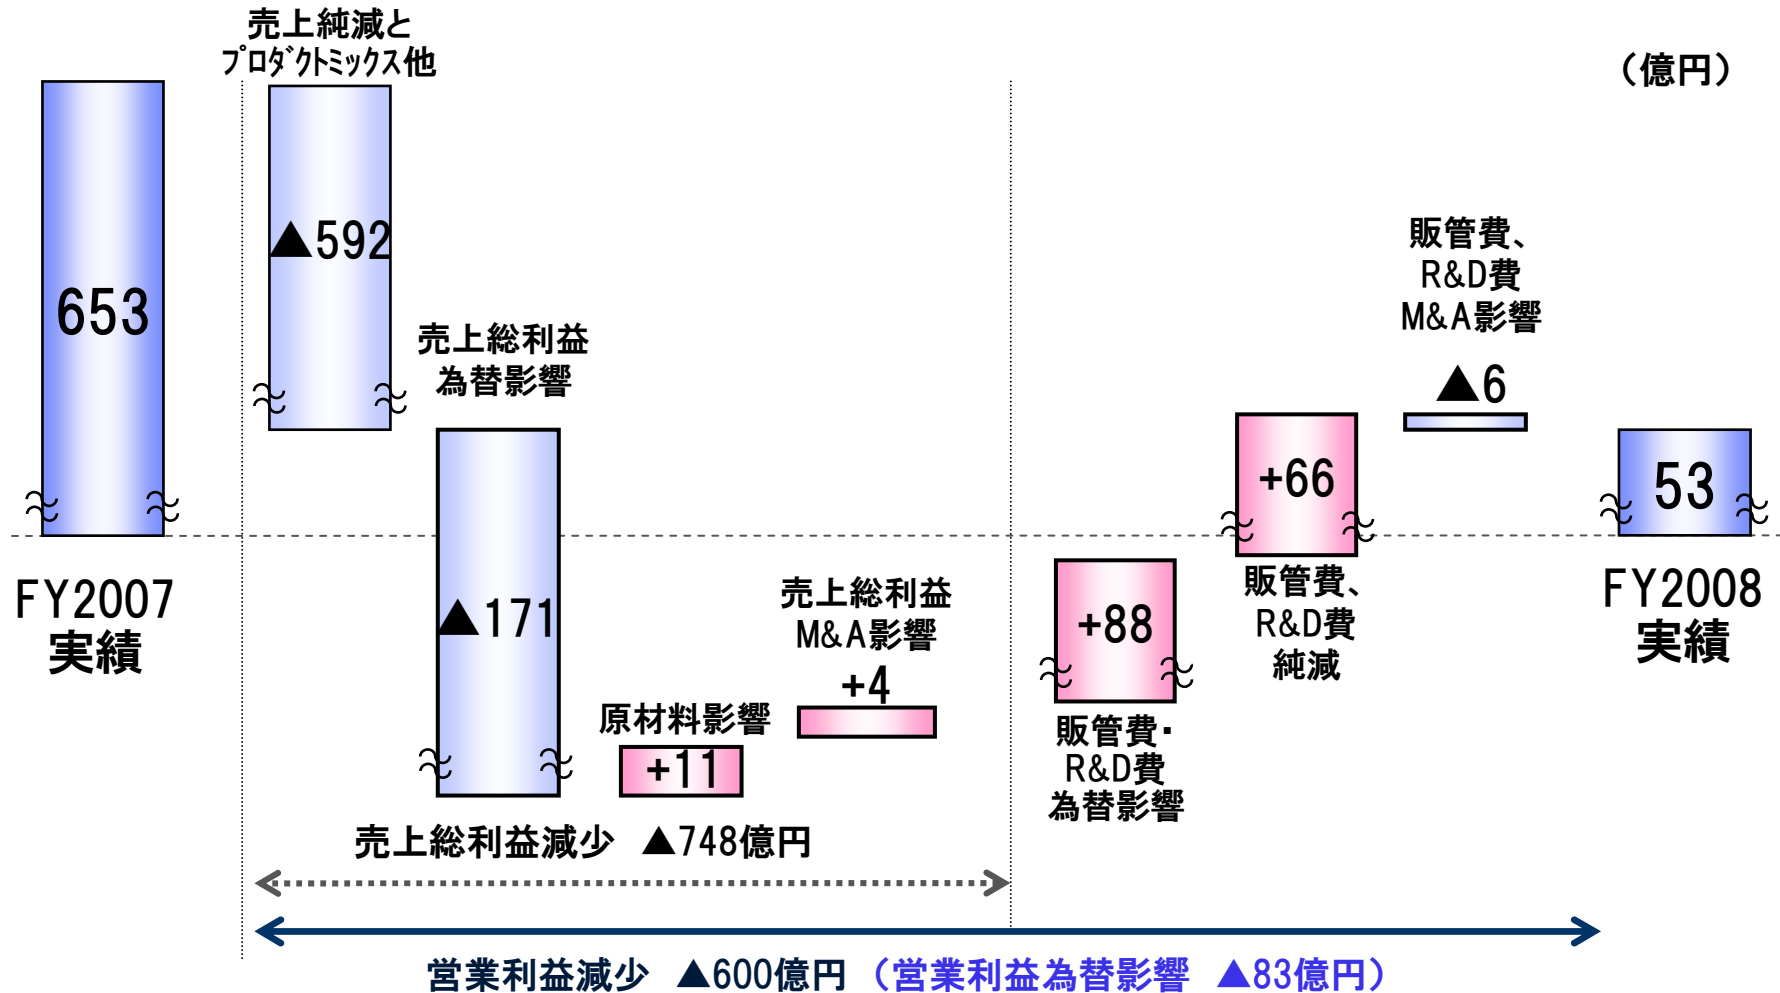 売上純減と
プロダクトミックス他
（億円）
653
▲592
売上総利益
為替影響
▲171
原材料影響
+11
売上総利益
M&A影響
+4
+88
販管費・
R&D費
為替影響
+66
販管費、
R&D費
純減
販管費、
R&D費
M&A影響
▲6
53
FY2007
実績
FY2008
実績
売上総利益減少 ▲748億円
営業利益減少 ▲600億円（営業利益為替影響 ▲83億円）